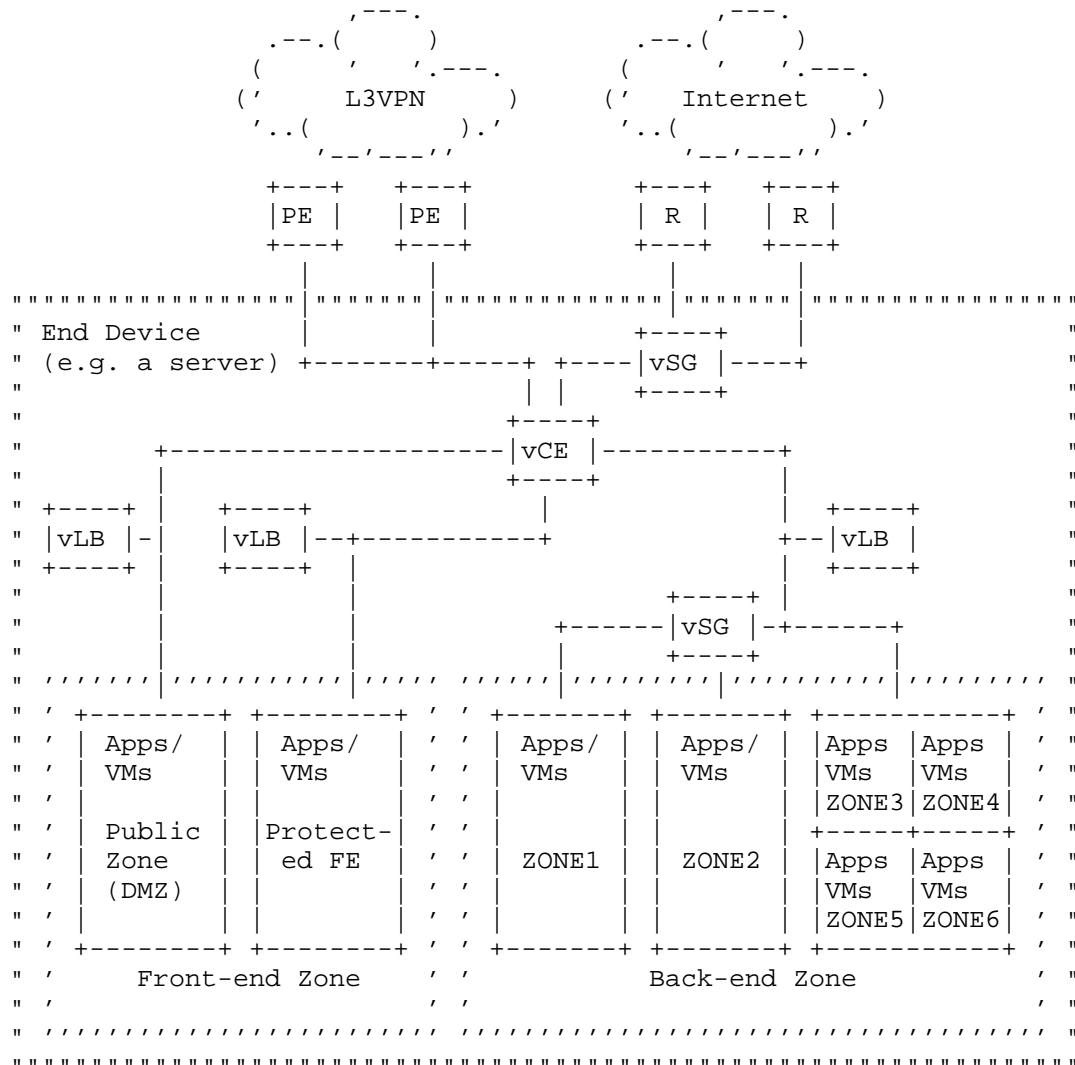 L3VPN Internet
PE PE R R
End Device
(e.g. a server) vSG
vCE
vLB vLB vLB
vSG
Apps/ Apps/ Apps/ Apps/ Apps Apps
VMs VMs VMs VMs VMs VMs
ZONE3 ZONE4
Public Protect-
Zone ed FE ZONE1 ZONE2 Apps Apps
(DMZ) VMs VMs
ZONE5 ZONE6
Front-end Zone Back-end Zone